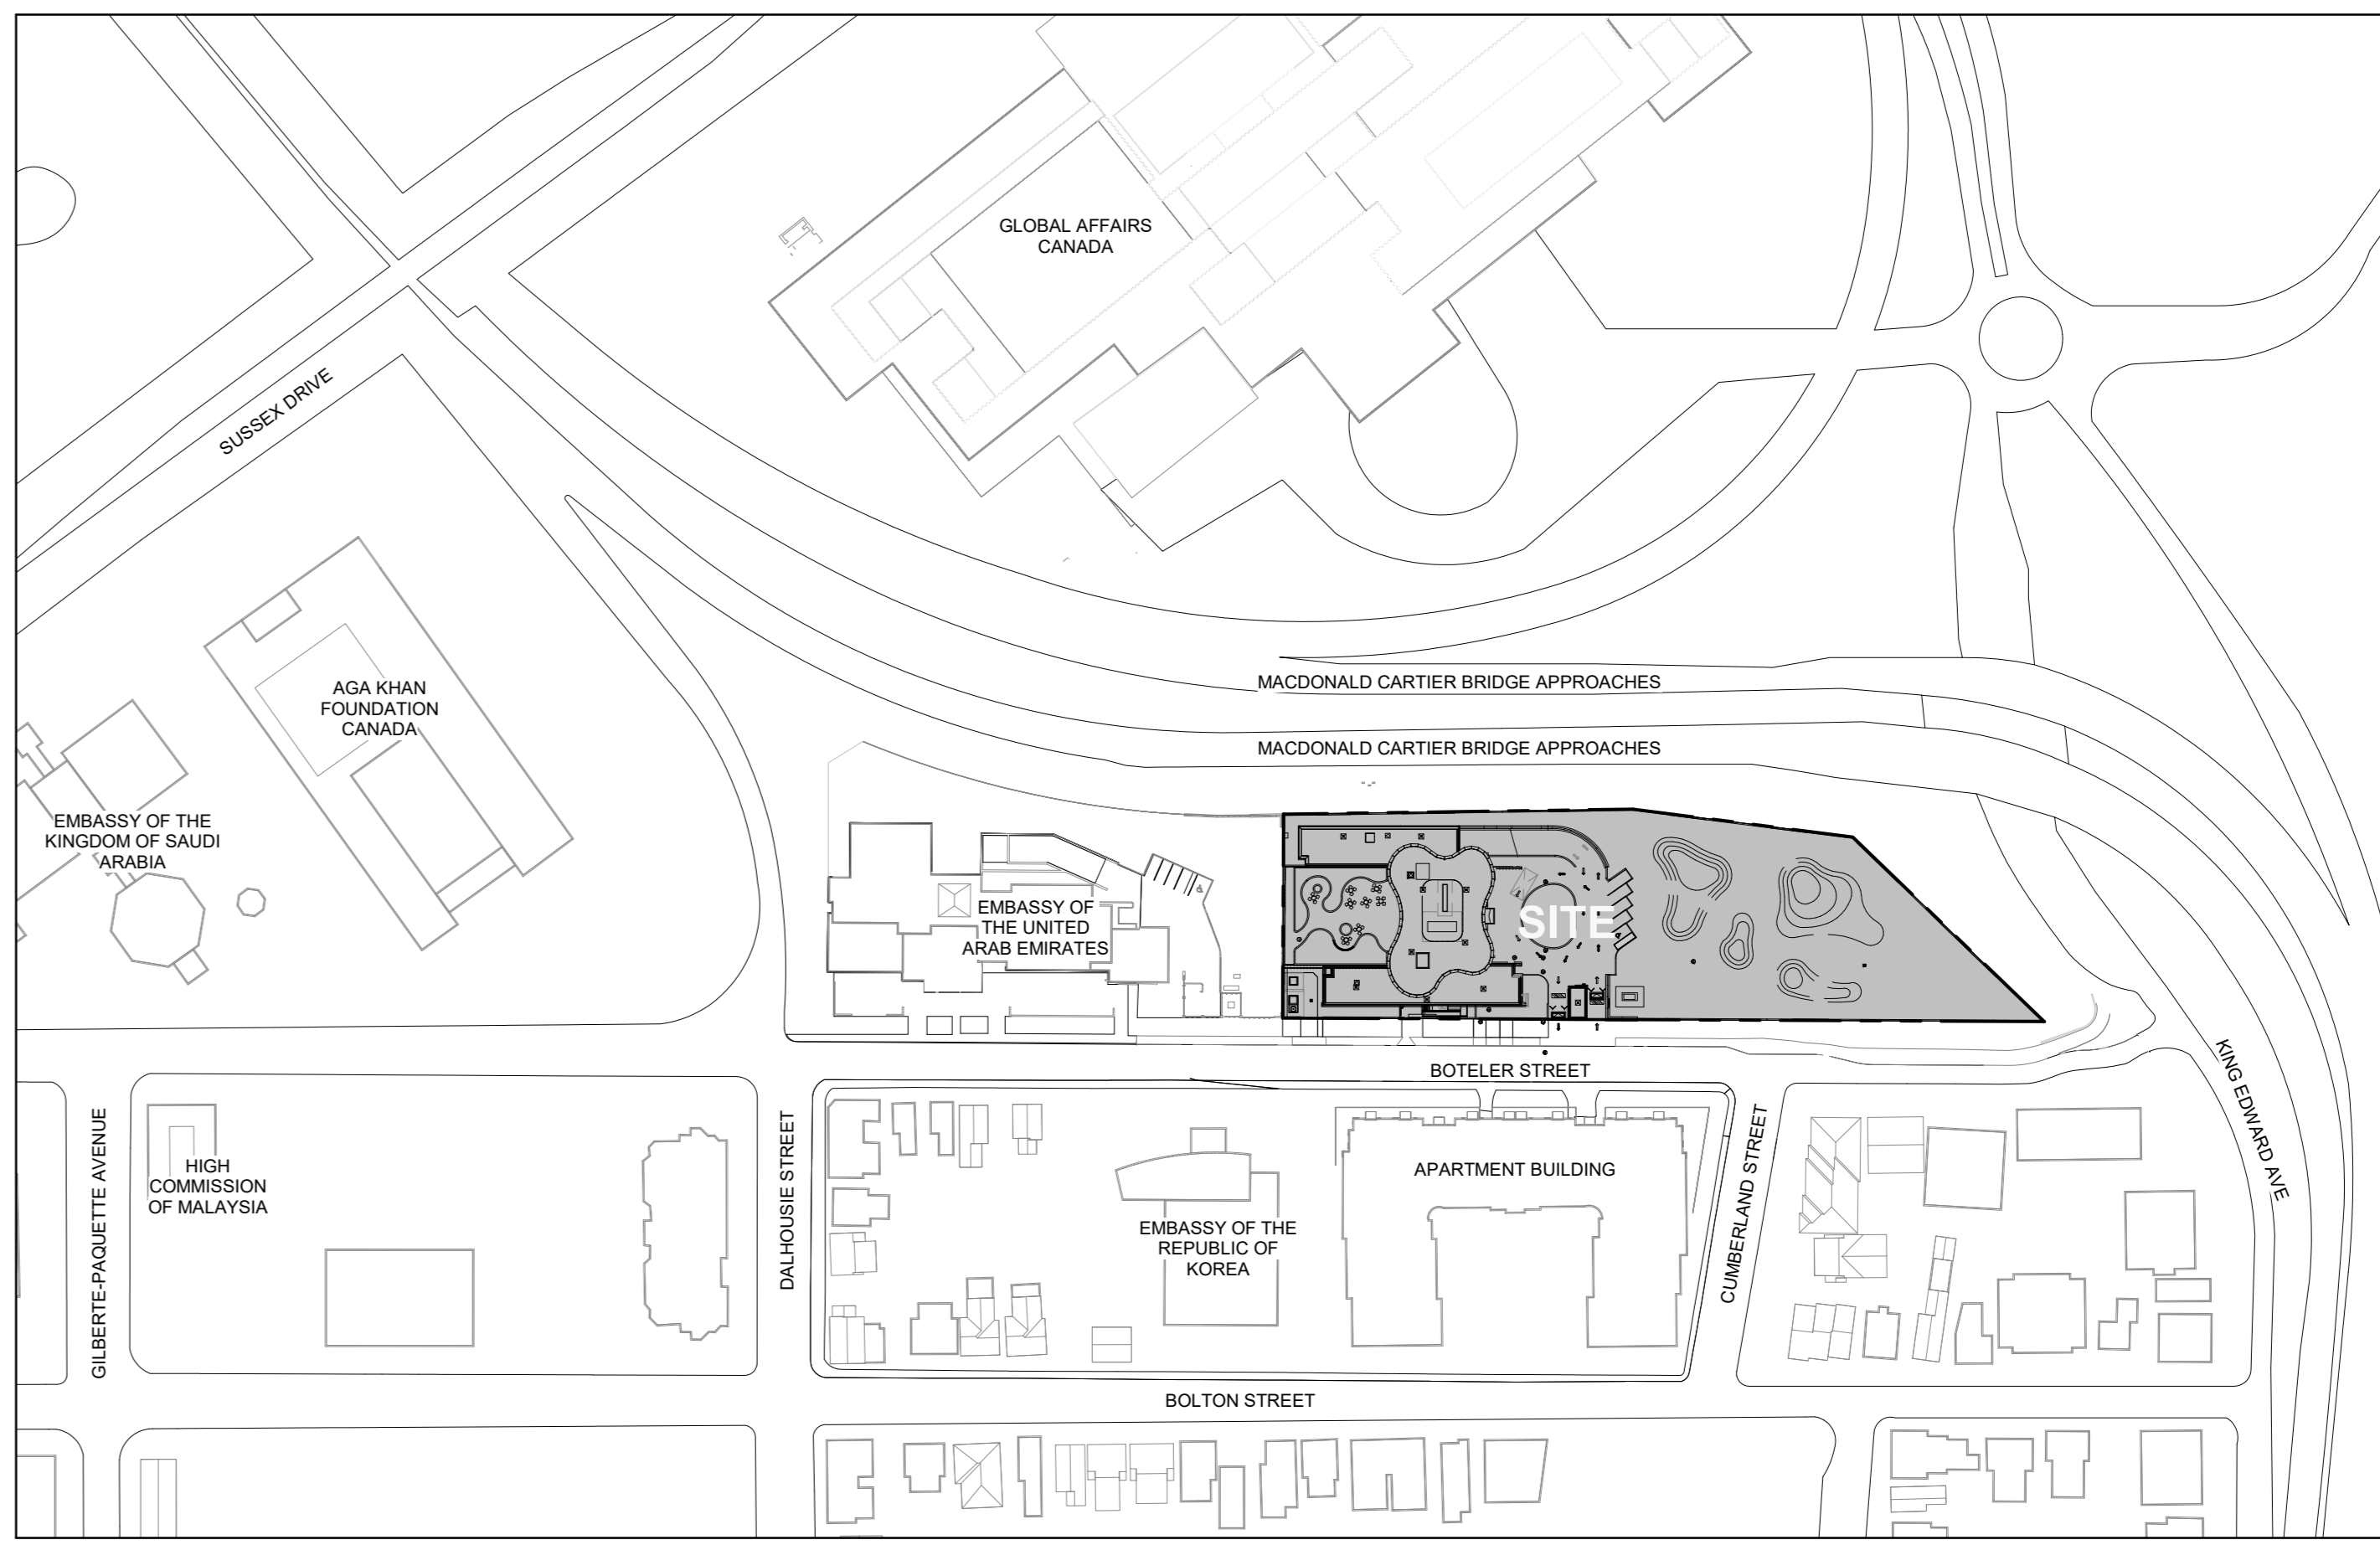 GLOBAL AFFAIRS
CANADA
SUSSEX DRIVE
MACDONALD CARTIER BRIDGE APPROACHES
AGA KHAN
FOUNDATION
CANADA
MACDONALD CARTIER BRIDGE APPROACHES
EMBASSY OF THE
KINGDOM OF SAUDI
ARABIA
EMBASSY OF
THE UNITED
ARAB EMIRATES
SITE
BOTELER STREET
KING EDWARD AVE
GILBERTE-PAQUETTE AVENUE
HIGH
COMMISSION
OF MALAYSIA
DALHOUSIE STREET
EMBASSY OF THE
REPUBLIC OF
KOREA
APARTMENT BUILDING
CUMBERLAND STREET
BOLTON STREET